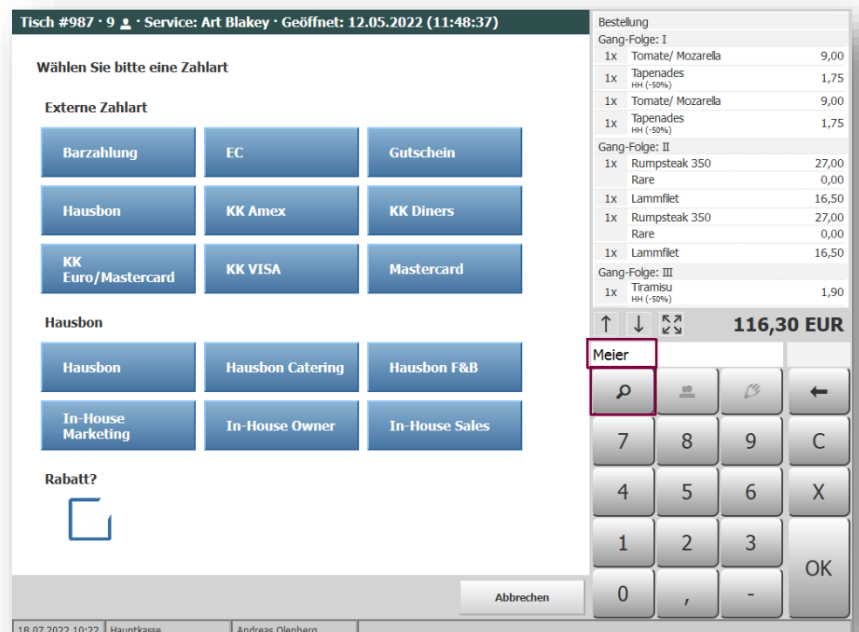 Tisch #987 · 9 · Service: Art Blakey · Geöffnet: 12.05.2022 (11:48:37)
Wählen Sie bitte eine Zahlart
Externe Zahlart
Barzahlung
EC
Gutschein
Hausbon
KK Amex
KK Diners
KK
Euro/Mastercard
KK VISA
Mastercard
Hausbon
Hausbon
Hausbon Catering
Hausbon F&B
In-House
Marketing
In-House Owner
In-House Sales
Rabatt?
Abbrechen
18.07.2022 10:22 Hauptkasse Andreas Olenberg
Bestellung
Gang-Folge: I
1x Tomate/ Mozarella 9,00
1x Tapenades 1,75
HH (-50%)
1x Tomate/ Mozarella 9,00
1x Tapenades 1,75
HH (-50%)
Gang-Folge: II
1x Rumpsteak 350 27,00
Rare 0,00
1x Lammfilet 16,50
1x Rumpsteak 350 27,00
Rare 0,00
1x Lammfilet 16,50
Gang-Folge: III
1x Tiramisu 1,90
HH (-50%)
116,30 EUR
Meier
7 8 9 C
4 5 6 X
1 2 3
OK
0 , -